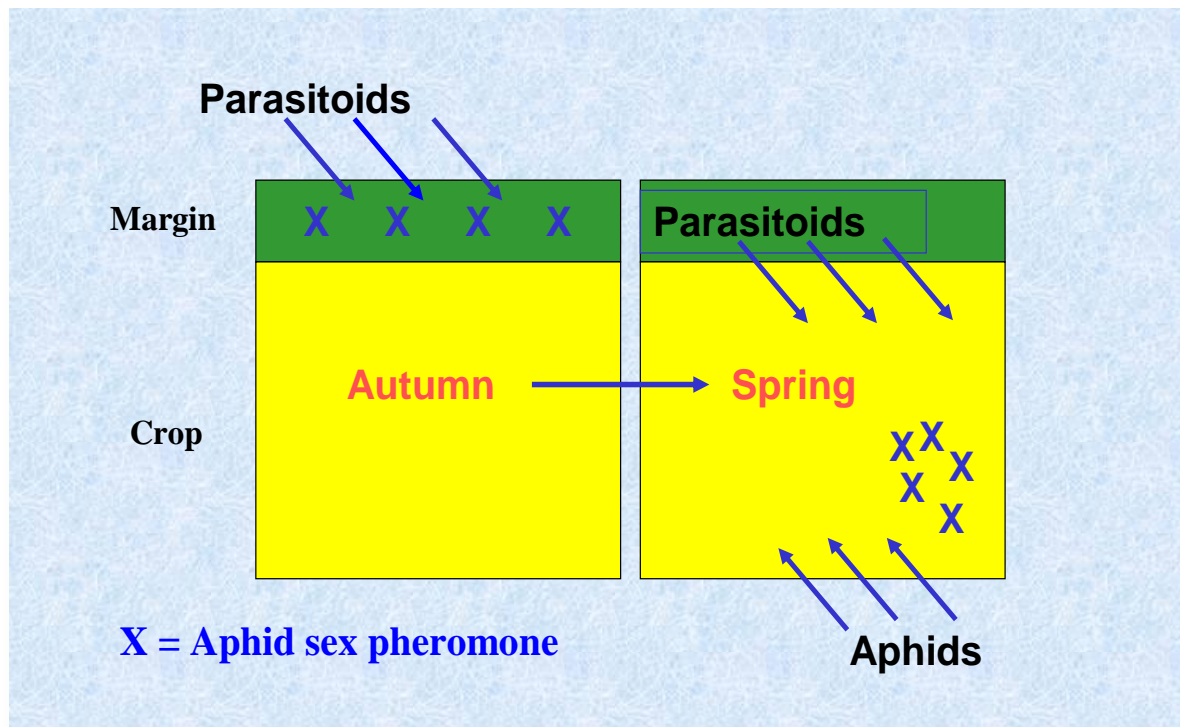 Parasitoids
Margin
X X X X
Parasitoids
Autumn
Spring
Crop
X
X
X
X
X
X = Aphid sex pheromone
Aphids